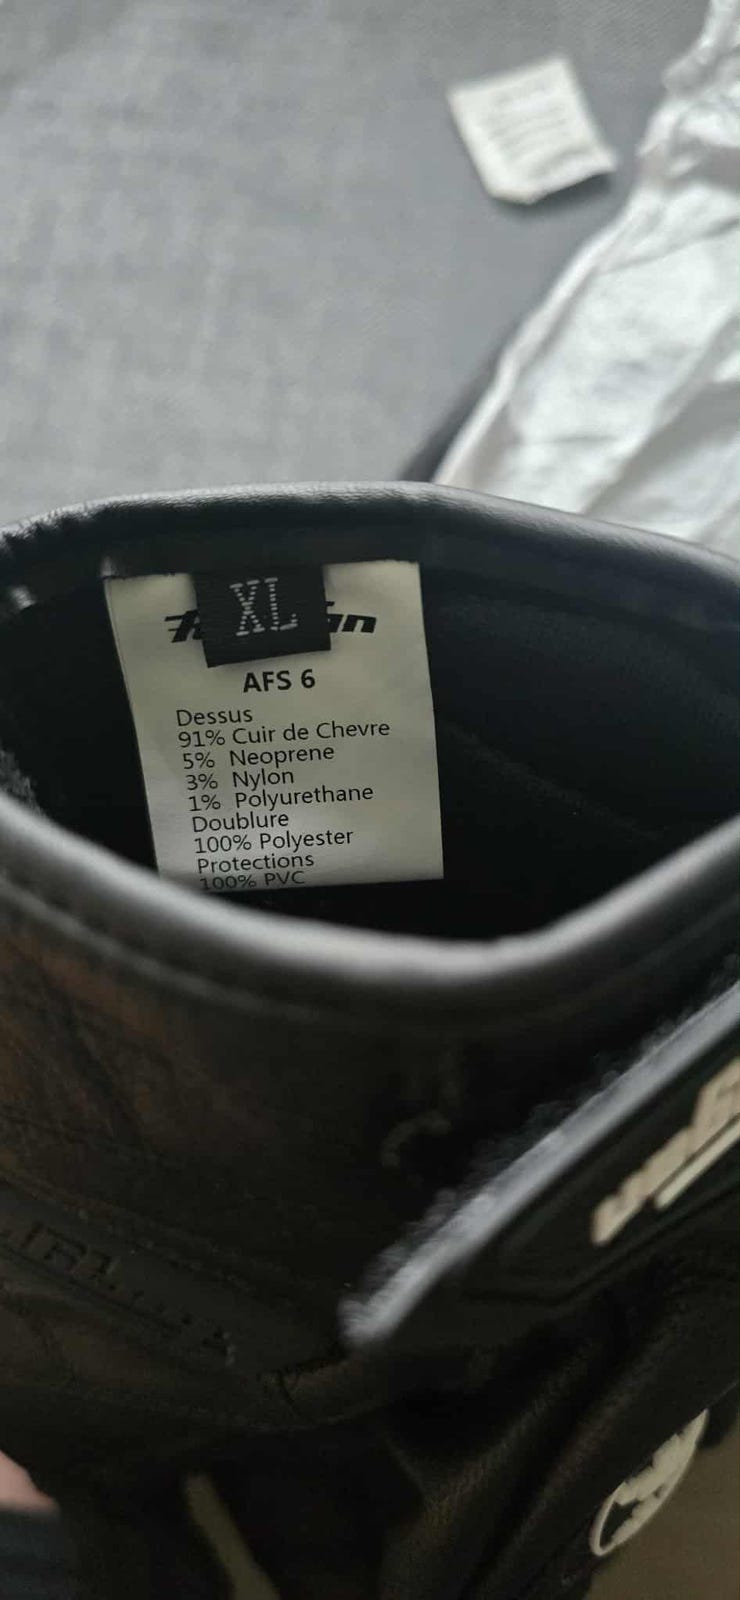 XL
AFS 6
Dessus
91% Cuir de Chevre
5% Neoprene
3% Nylon
1% Polyurethane
Doublure
100% Polyester
Protections
100% PVC